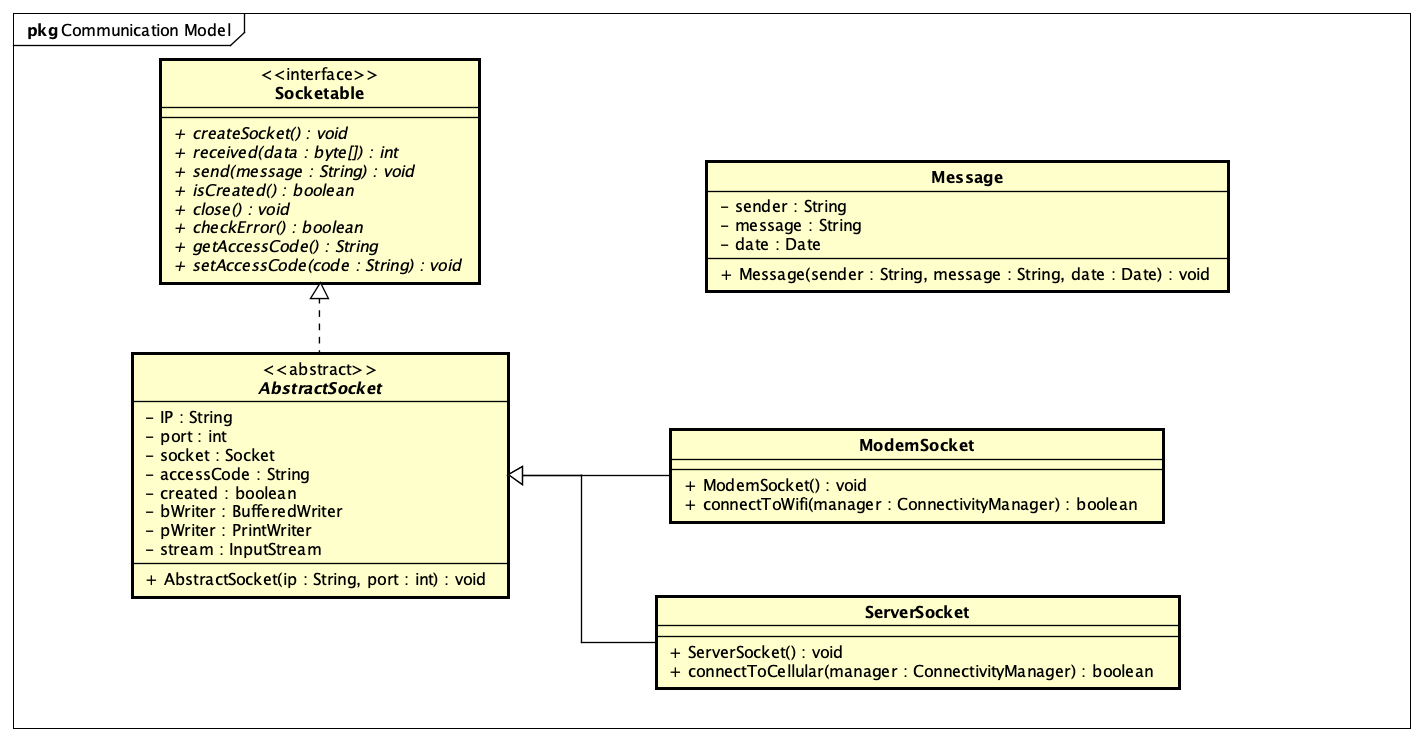 pkg Communication Model
<<interface>>
Socketable
+ createSocket() : void
+ received(data : byte[]) : int
+ send(message : String) : void
+ isCreated() : boolean
+ close() : void
+ checkError() : boolean
+ getAccessCode() : String
+ setAccessCode(code : String) : void
Message
- sender : String
- message : String
- date : Date
+ Message(sender : String, message : String, date : Date) : void
<<abstract>>
AbstractSocket
- IP : String
- port : int
- socket : Socket
- accessCode : String
- created : boolean
- bWriter : BufferedWriter
- pWriter : PrintWriter
- stream : InputStream
+ AbstractSocket(ip : String, port : int) : void
ModemSocket
+ ModemSocket() : void
+ connectToWifi(manager : ConnectivityManager) : boolean
ServerSocket
+ ServerSocket() : void
+ connectToCellular(manager : ConnectivityManager) : boolean